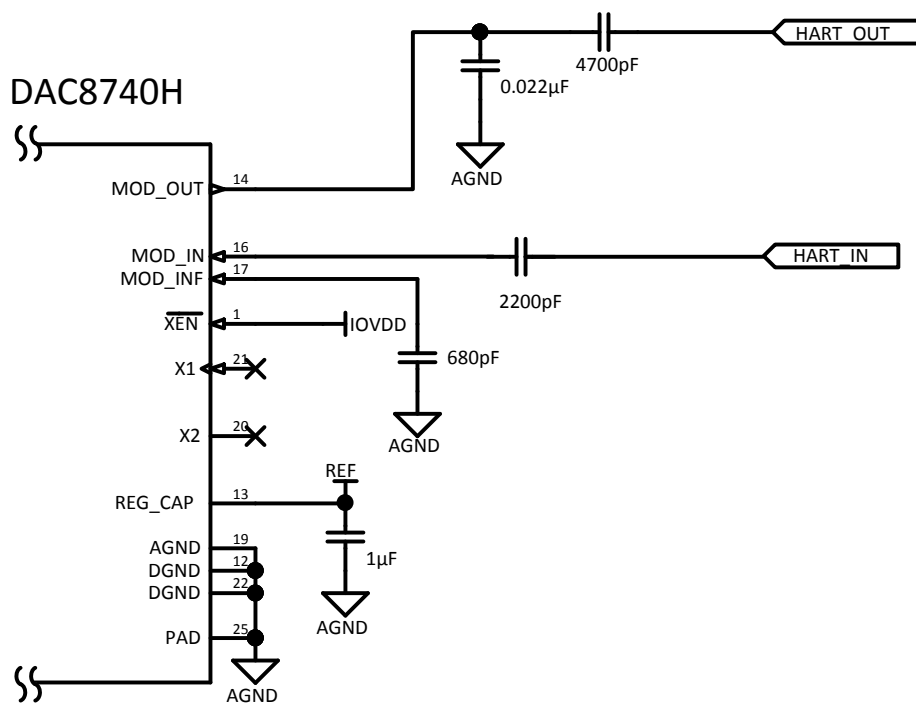 HART_OUT
4700pF
0.022µF
DAC8740H
AGND
MOD_OUT 14
MOD_IN 16
HART_IN
MOD_INF 17
2200pF
XEN 1 IOVDD
680pF
X1 21
AGND
X2 20
REF
REG_CAP 13
1µF
AGND 19
DGND 12
DGND 22
AGND
PAD 25
AGND